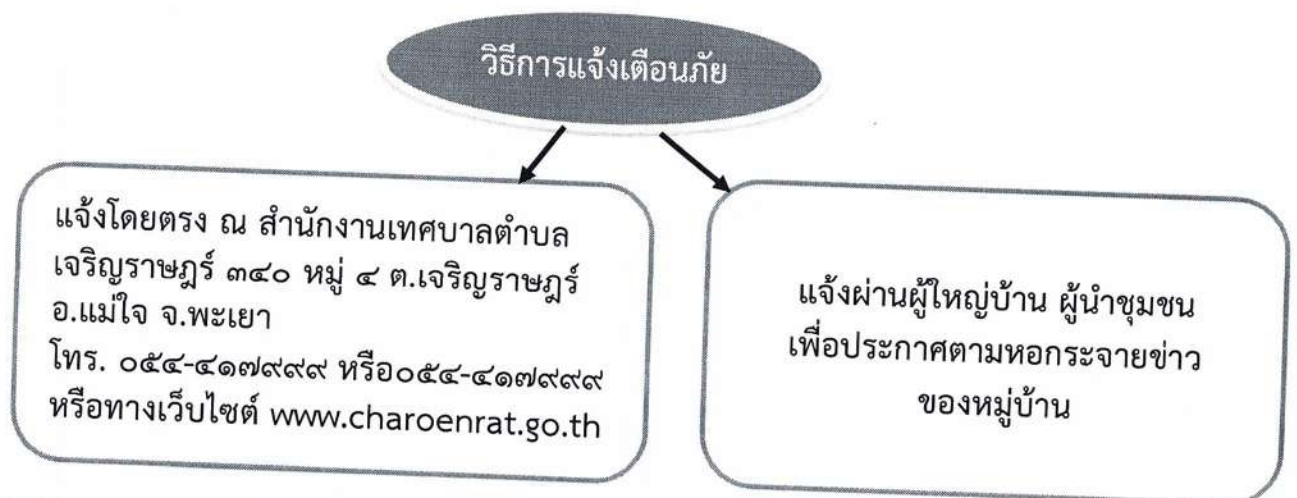 วิธีการแจ้งเตือนภัย
แจ้งโดยตรง ณ สำนักงานเทศบาลตำบล
เจริญราษฎร์ ๓๔๐ หมู่ ๔ ต.เจริญราษฎร์
อ.แม่ใจ จ.พะเยา
โทร. ๐๕๔-๔๑๗๙๙๙ หรือ๐๕๔-๔๑๗๙๙๙
หรือทางเว็บไซต์ www.charoenrat.go.th
แจ้งผ่านผู้ใหญ่บ้าน ผู้นำชุมชน
เพื่อประกาศตามหอกระจายข่าว
ของหมู่บ้าน